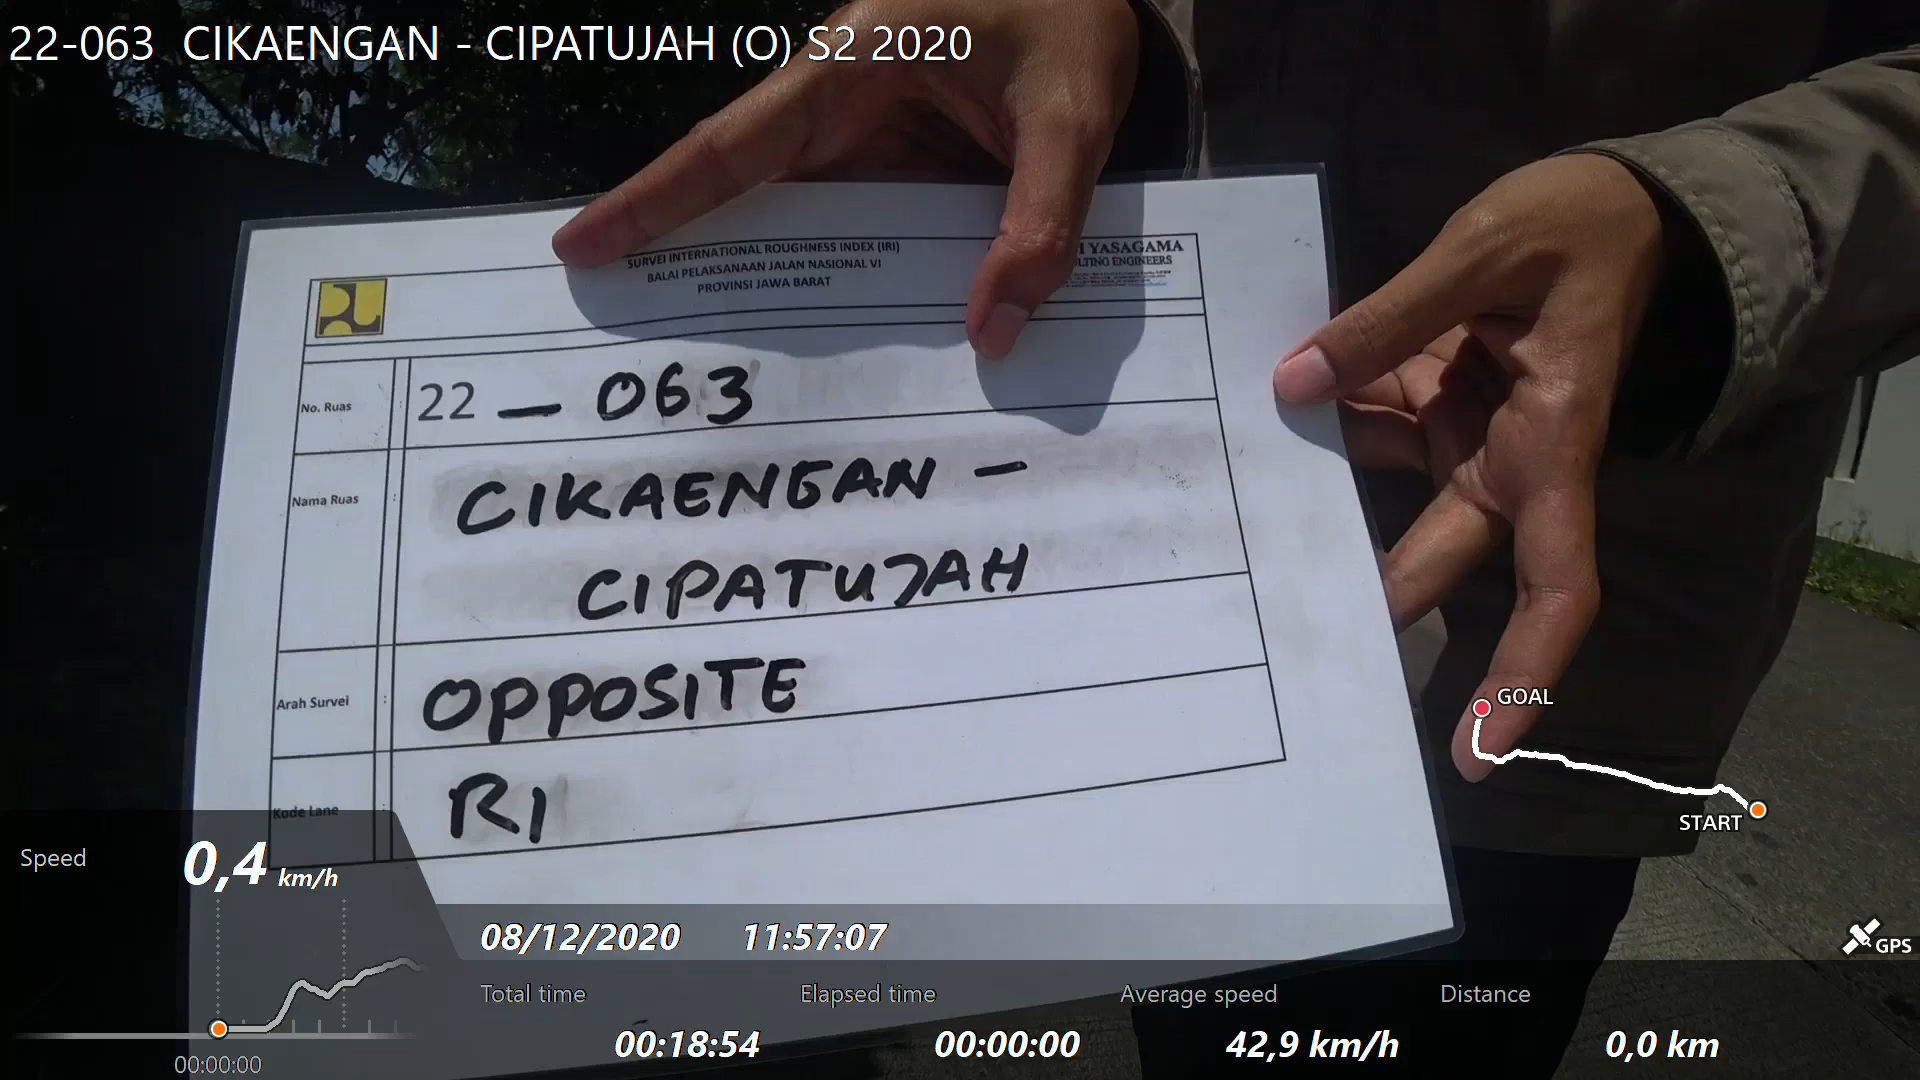 22-063 CIKAENGAN - CIPATUJAH (O) S2 2020
SURVEI INTERNATIONAL ROUGHNESS INDEX (IRI)
BALAI PELAKSANAAN JALAN NASIONAL VI
PROVINSI JAWA BARAT
YASAGAMA
ENGINEERS
No. Ruas : 22 - 063
Nama Ruas : CIKAENGAN -
CIPATUJAH
Arah Survei : OPPOSITE
Kode Lane : R1
GOAL
START
Speed 0,4 km/h
00:00:00
08/12/2020 11:57:07
GPS
Total time Elapsed time Average speed Distance
00:18:54 00:00:00 42,9 km/h 0,0 km